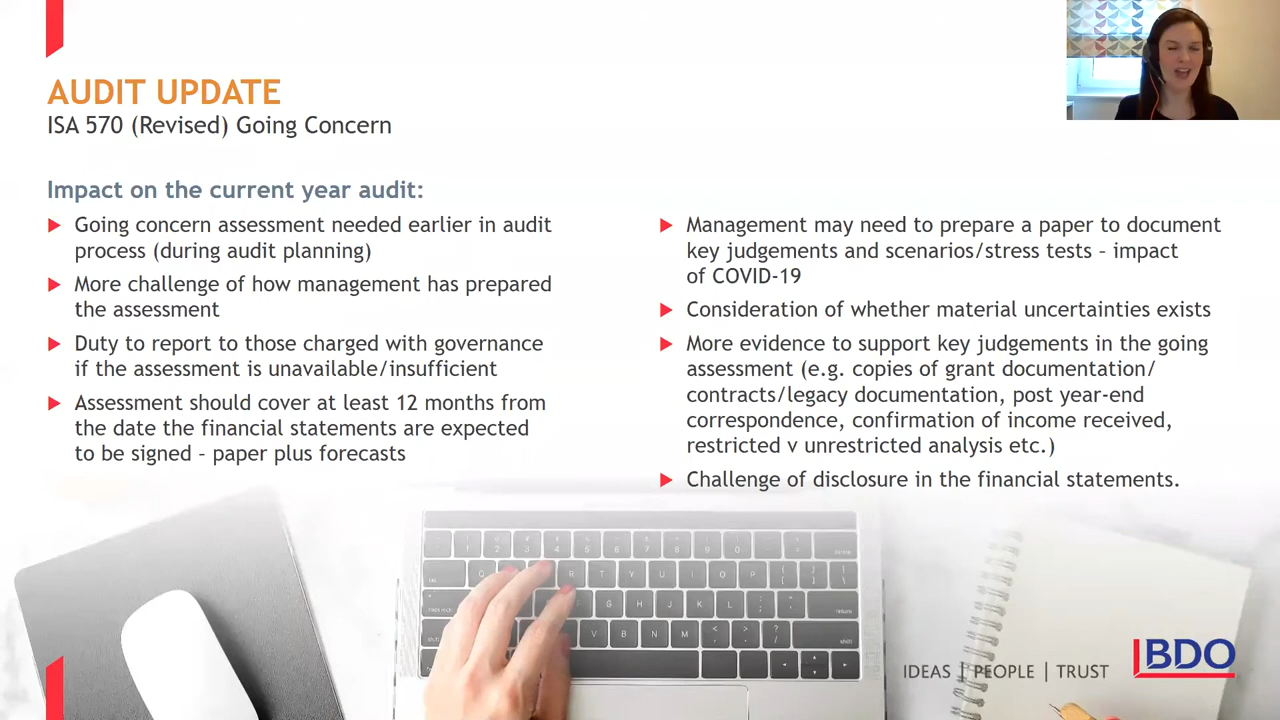 AUDIT UPDATE
ISA 570 (Revised) Going Concern
Impact on the current year audit:
Going concern assessment needed earlier in audit
process (during audit planning)
More challenge of how management has prepared
the assessment
Duty to report to those charged with governance
if the assessment is unavailable/insufficient
Assessment should cover at least 12 months from
the date the financial statements are expected
to be signed – paper plus forecasts
Management may need to prepare a paper to document
key judgements and scenarios/stress tests – impact
of COVID-19
Consideration of whether material uncertainties exists
More evidence to support key judgements in the going
assessment (e.g. copies of grant documentation/
contracts/legacy documentation, post year-end
correspondence, confirmation of income received,
restricted v unrestricted analysis etc.)
Challenge of disclosure in the financial statements.
IDEAS | PEOPLE | TRUST
BDO